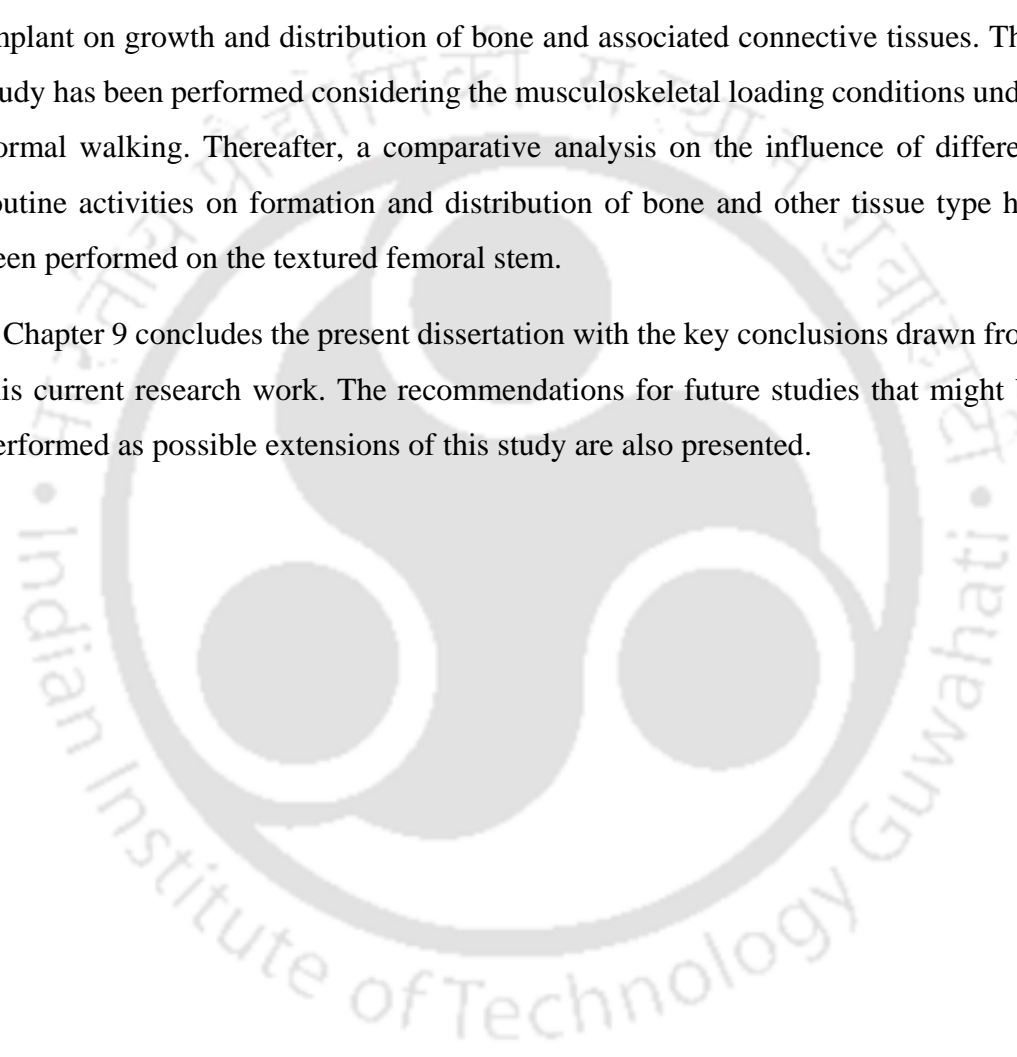 nplant on growth and distribution of bone and associated connective tissues. Th
udy has been performed considering the musculoskeletal loading conditions und
ormal walking. Thereafter, a comparative analysis on the influence of differe
outine activities on formation and distribution of bone and other tissue type h
een performed on the textured femoral stem.
Chapter 9 concludes the present dissertation with the key conclusions drawn fro
is current research work. The recommendations for future studies that might b
erformed as possible extensions of this study are also presented.
Indian Institute of Technology Guwahati